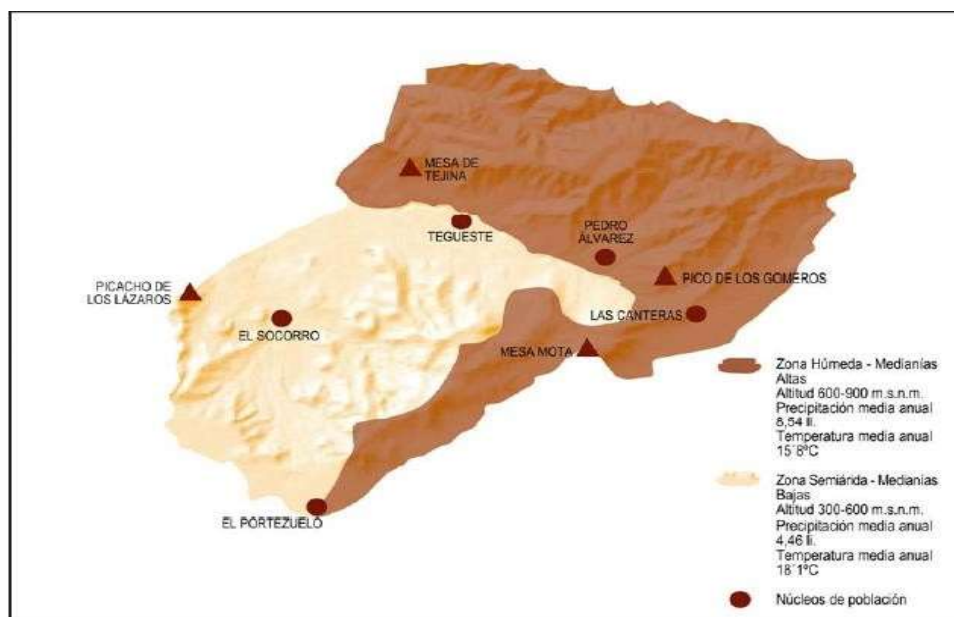 MESA DE
TEJINA
TEGUESTE
PEDRO
ÁLVAREZ
PICO DE LOS GOMEROS
PICACHO DE
LOS LÁZAROS
EL SOCORRO
LAS CANTERAS
MESA MOTA
EL PORTEZUELO
Zona Húmeda - Medianías
Altas
Altitud 600-900 m.s.n.m.
Precipitación media anual
8,54 li.
Temperatura media anual
15´8ºC
Zona Semiárida - Medianías
Bajas
Altitud 300-600 m.s.n.m.
Precipitación media anual
4,46 li.
Temperatura media anual
18´1ºC
Núcleos de población